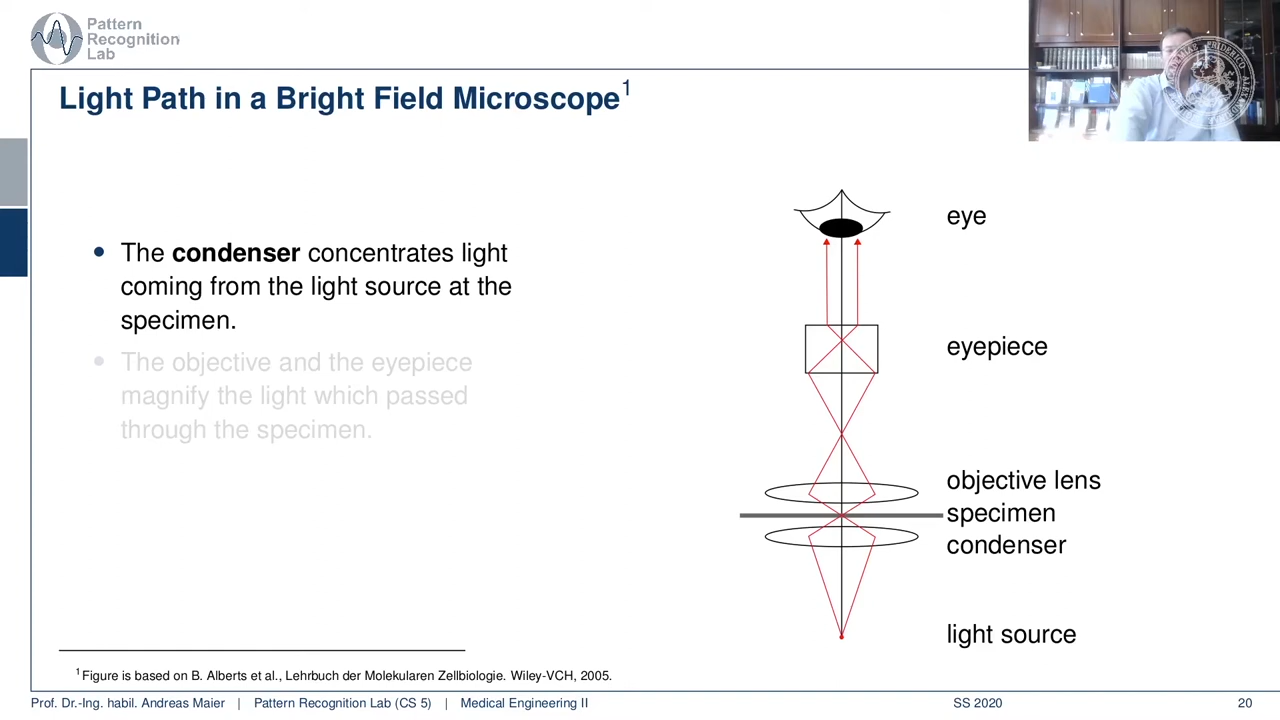 Pattern
Recognition
Lab
Light Path in a Bright Field Microscope1
• The condenser concentrates light
coming from the light source at the
specimen.
• The objective and the eyepiece
magnify the light which passed
through the specimen.
eye
eyepiece
objective lens
specimen
condenser
light source
1 Figure is based on B. Alberts et al., Lehrbuch der Molekularen Zellbiologie. Wiley-VCH, 2005.
Prof. Dr.-Ing. habil. Andreas Maier | Pattern Recognition Lab (CS 5) | Medical Engineering II SS 2020 20